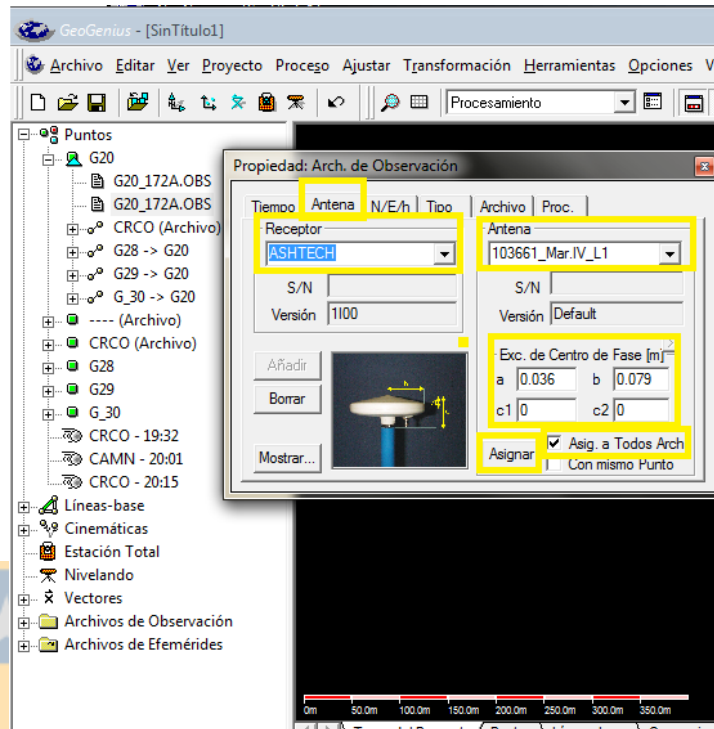 GeoGenius - [SinTítulo1]
Archivo Editar Ver Proyecto Proceso Ajustar Transformación Herramientas Opciones V
Procesamiento
Puntos
G20
G20_172A.OBS
G20_172A.OBS
CRCO (Archivo)
G28 -> G20
G29 -> G20
G_30 -> G20
---- (Archivo)
CRCO (Archivo)
G28
G29
G_30
CRCO - 19:32
CAMN - 20:01
CRCO - 20:15
Líneas-base
Cinemáticas
Estación Total
Nivelando
Vectores
Archivos de Observación
Archivos de Efemérides
Propiedad: Arch. de Observación
Tiempo Antena N/E/h Tipo Archivo Proc.
Receptor
ASHTECH
S/N
Versión 1I00
Añadir
Borrar
Mostrar...
Antena
103661_Mar.IV_L1
S/N
Versión Default
Exc. de Centro de Fase [m]
a 0.036 b 0.079
c1 0 c2 0
Asignar
Asig. a Todos Arch
Con mismo Punto
0m 50.0m 100.0m 150.0m 200.0m 250.0m 300.0m 350.0m